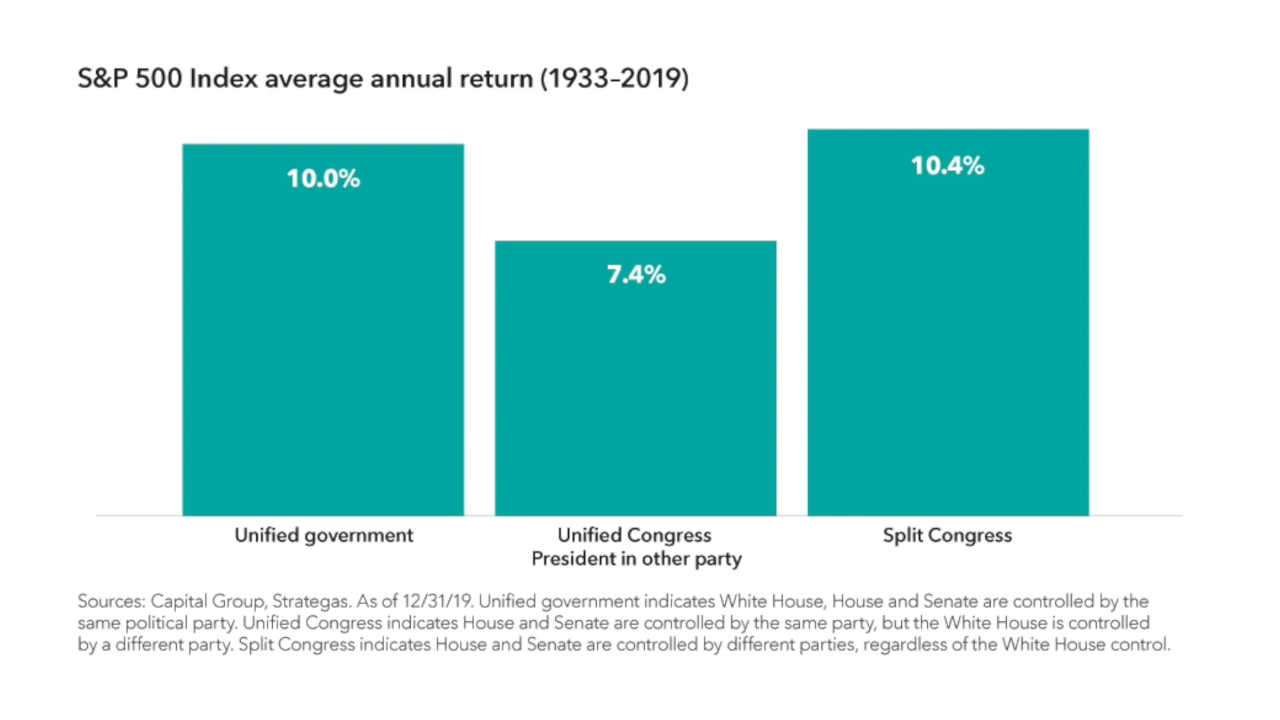 S&P 500 Index average annual return (1933–2019)
10.0%
7.4%
10.4%
Unified government
Unified Congress
President in other party
Split Congress
Sources: Capital Group, Strategas. As of 12/31/19. Unified government indicates White House, House and Senate are controlled by the
same political party. Unified Congress indicates House and Senate are controlled by the same party, but the White House is controlled
by a different party. Split Congress indicates House and Senate are controlled by different parties, regardless of the White House control.